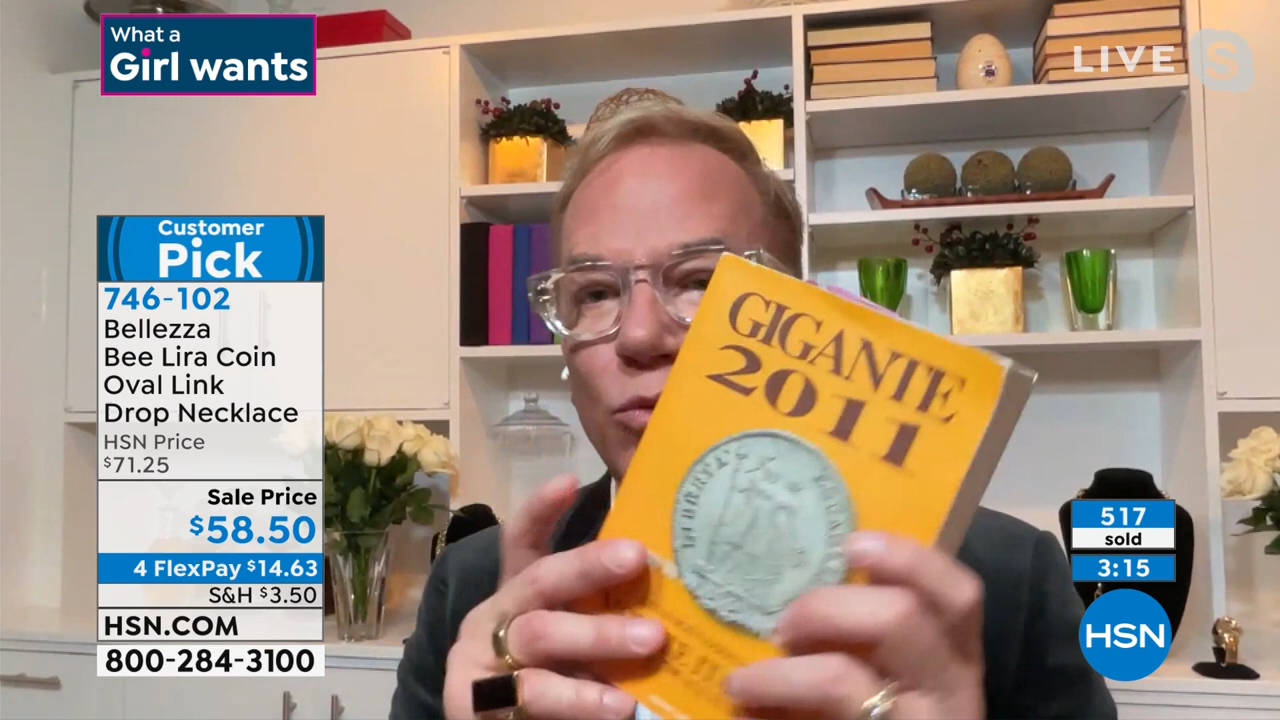 What a
Girl wants
LIVE S
Customer
Pick
746-102
Bellezza
Bee Lira Coin
Oval Link
Drop Necklace
HSN Price
$71.25
Sale Price
$58.50
4 FlexPay $14.63
S&H $3.50
HSN.COM
800-284-3100
GIGANTE
2011
517
sold
3:15
HSN